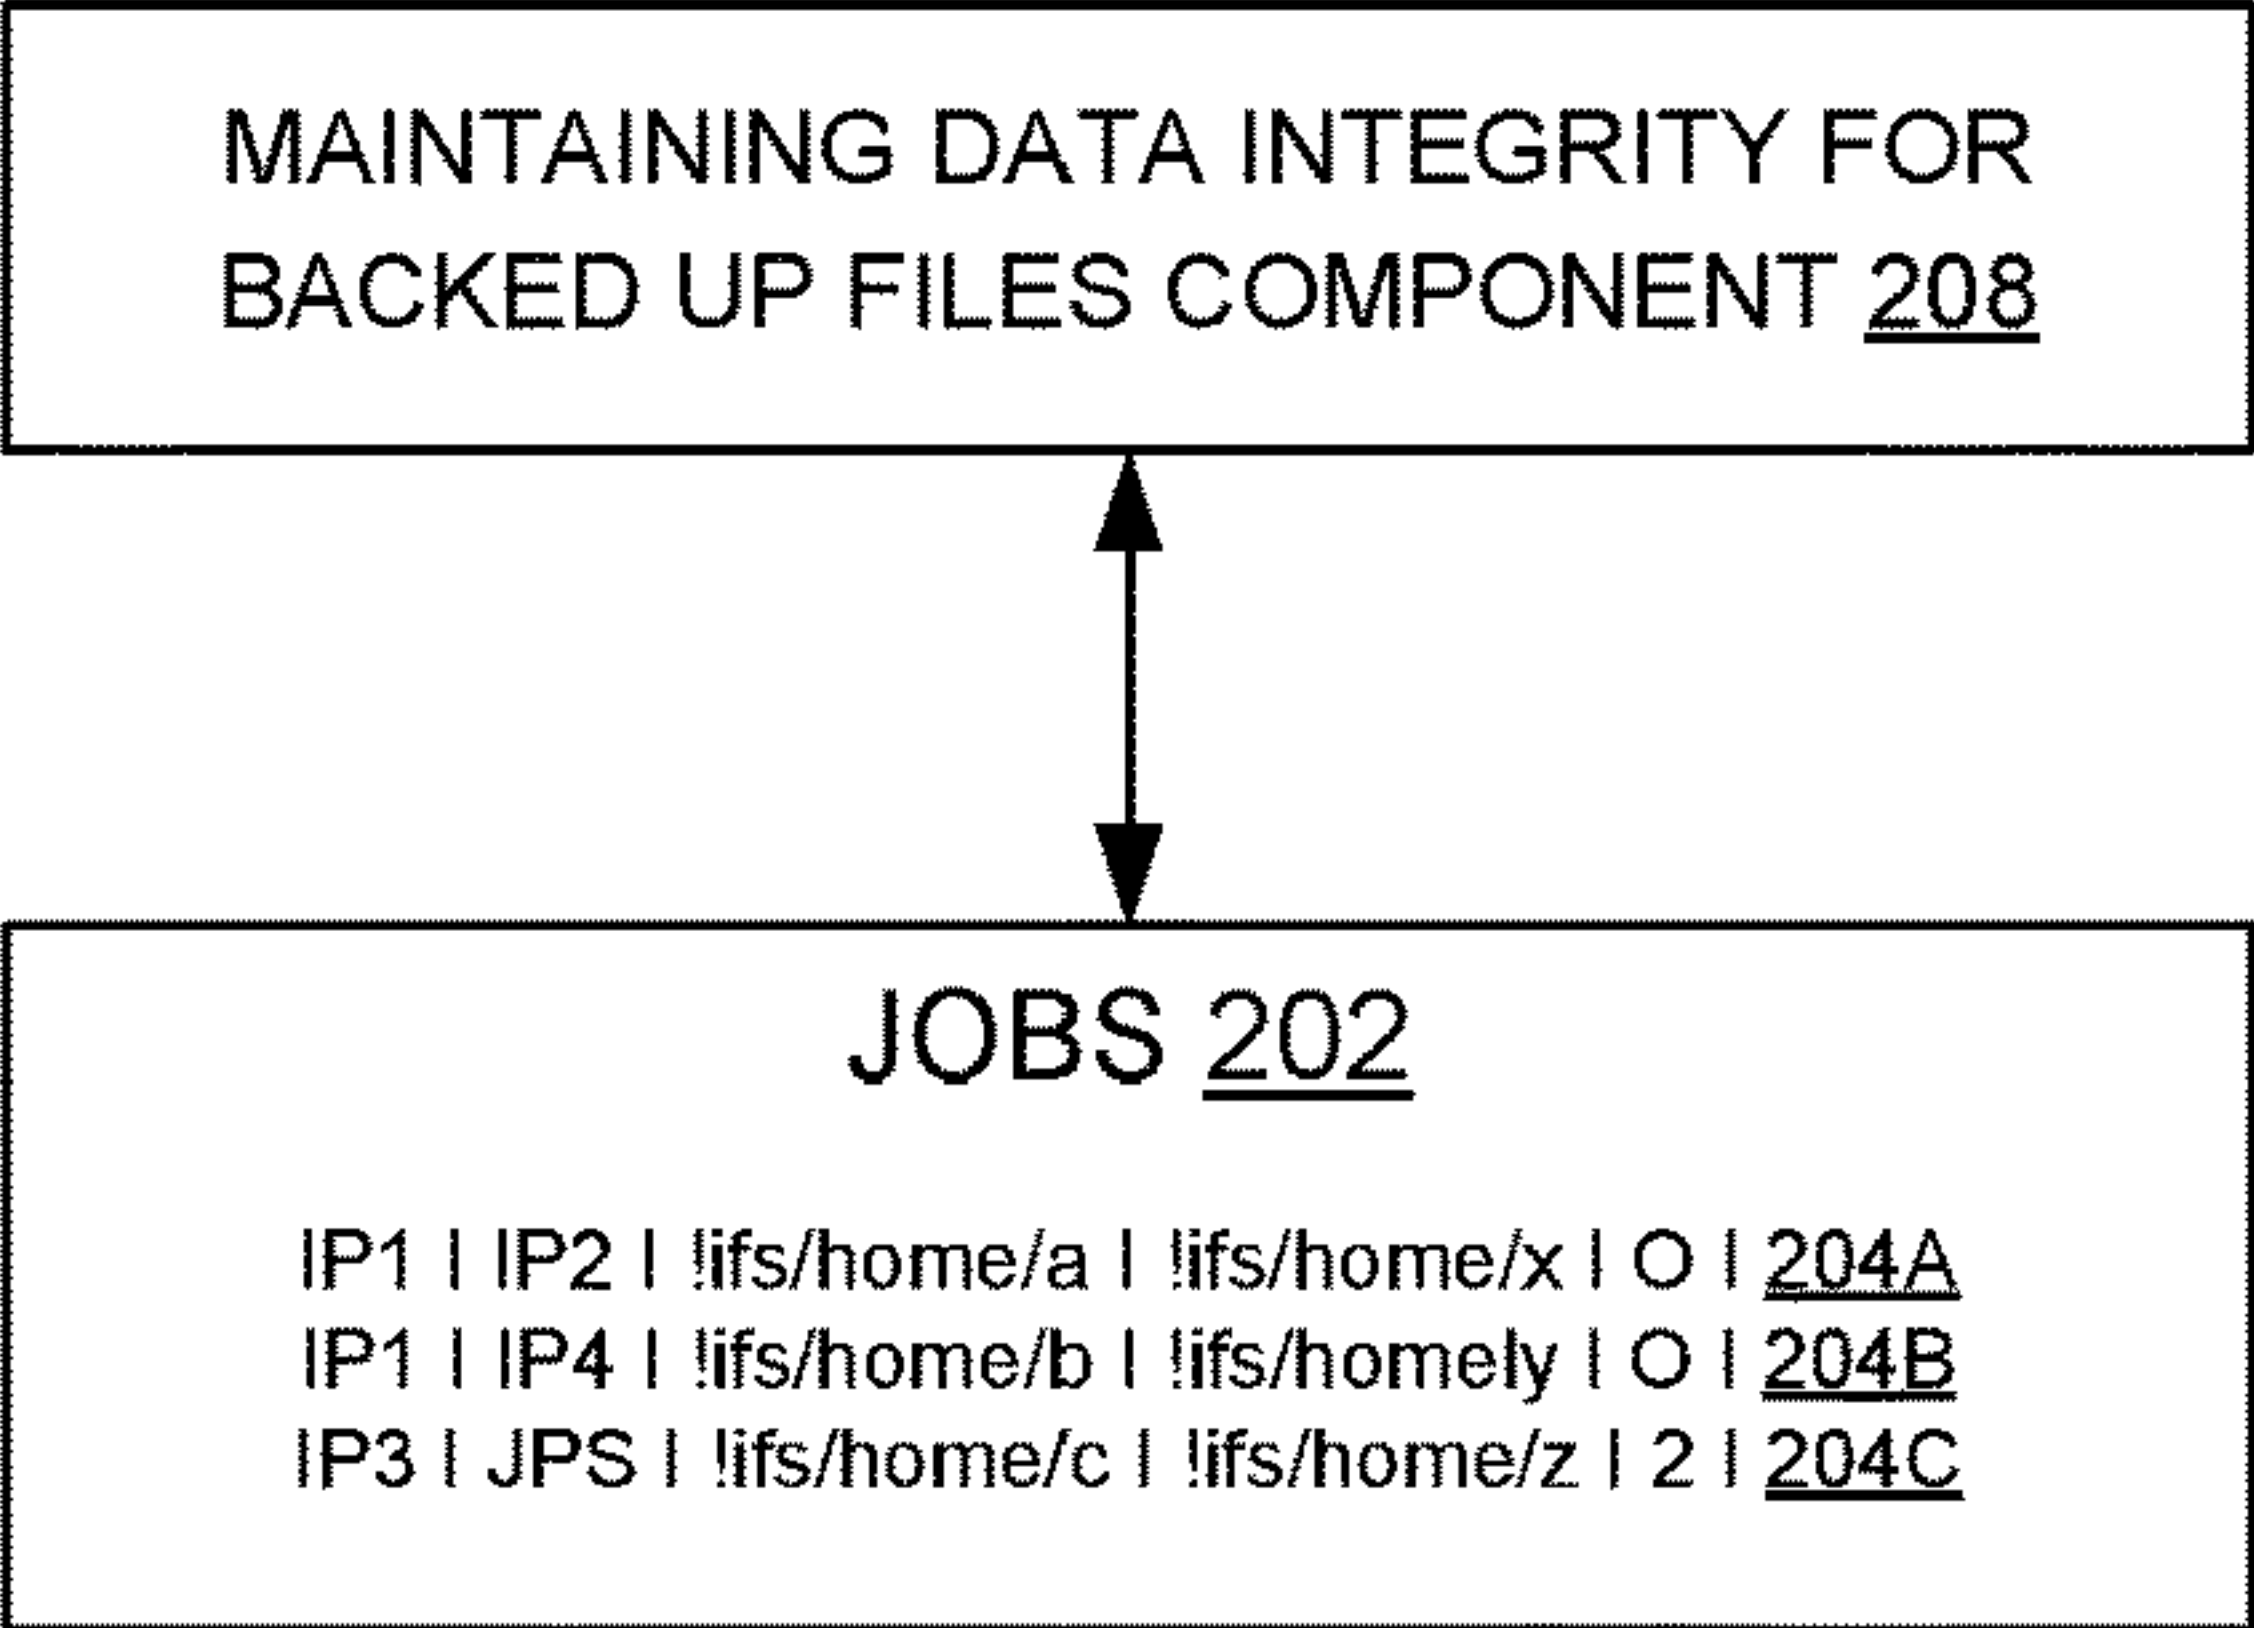 MAINTAINING DATA INTEGRITY FOR
BACKED UP FILES COMPONENT 208
JOBS 202
IP1 | IP2 | !ifs/home/a | !ifs/home/x | O | 204A
IP1 | IP4 | !ifs/home/b | !ifs/homely | O | 204B
IP3 | JPS | !ifs/home/c | !ifs/home/z | 2 | 204C